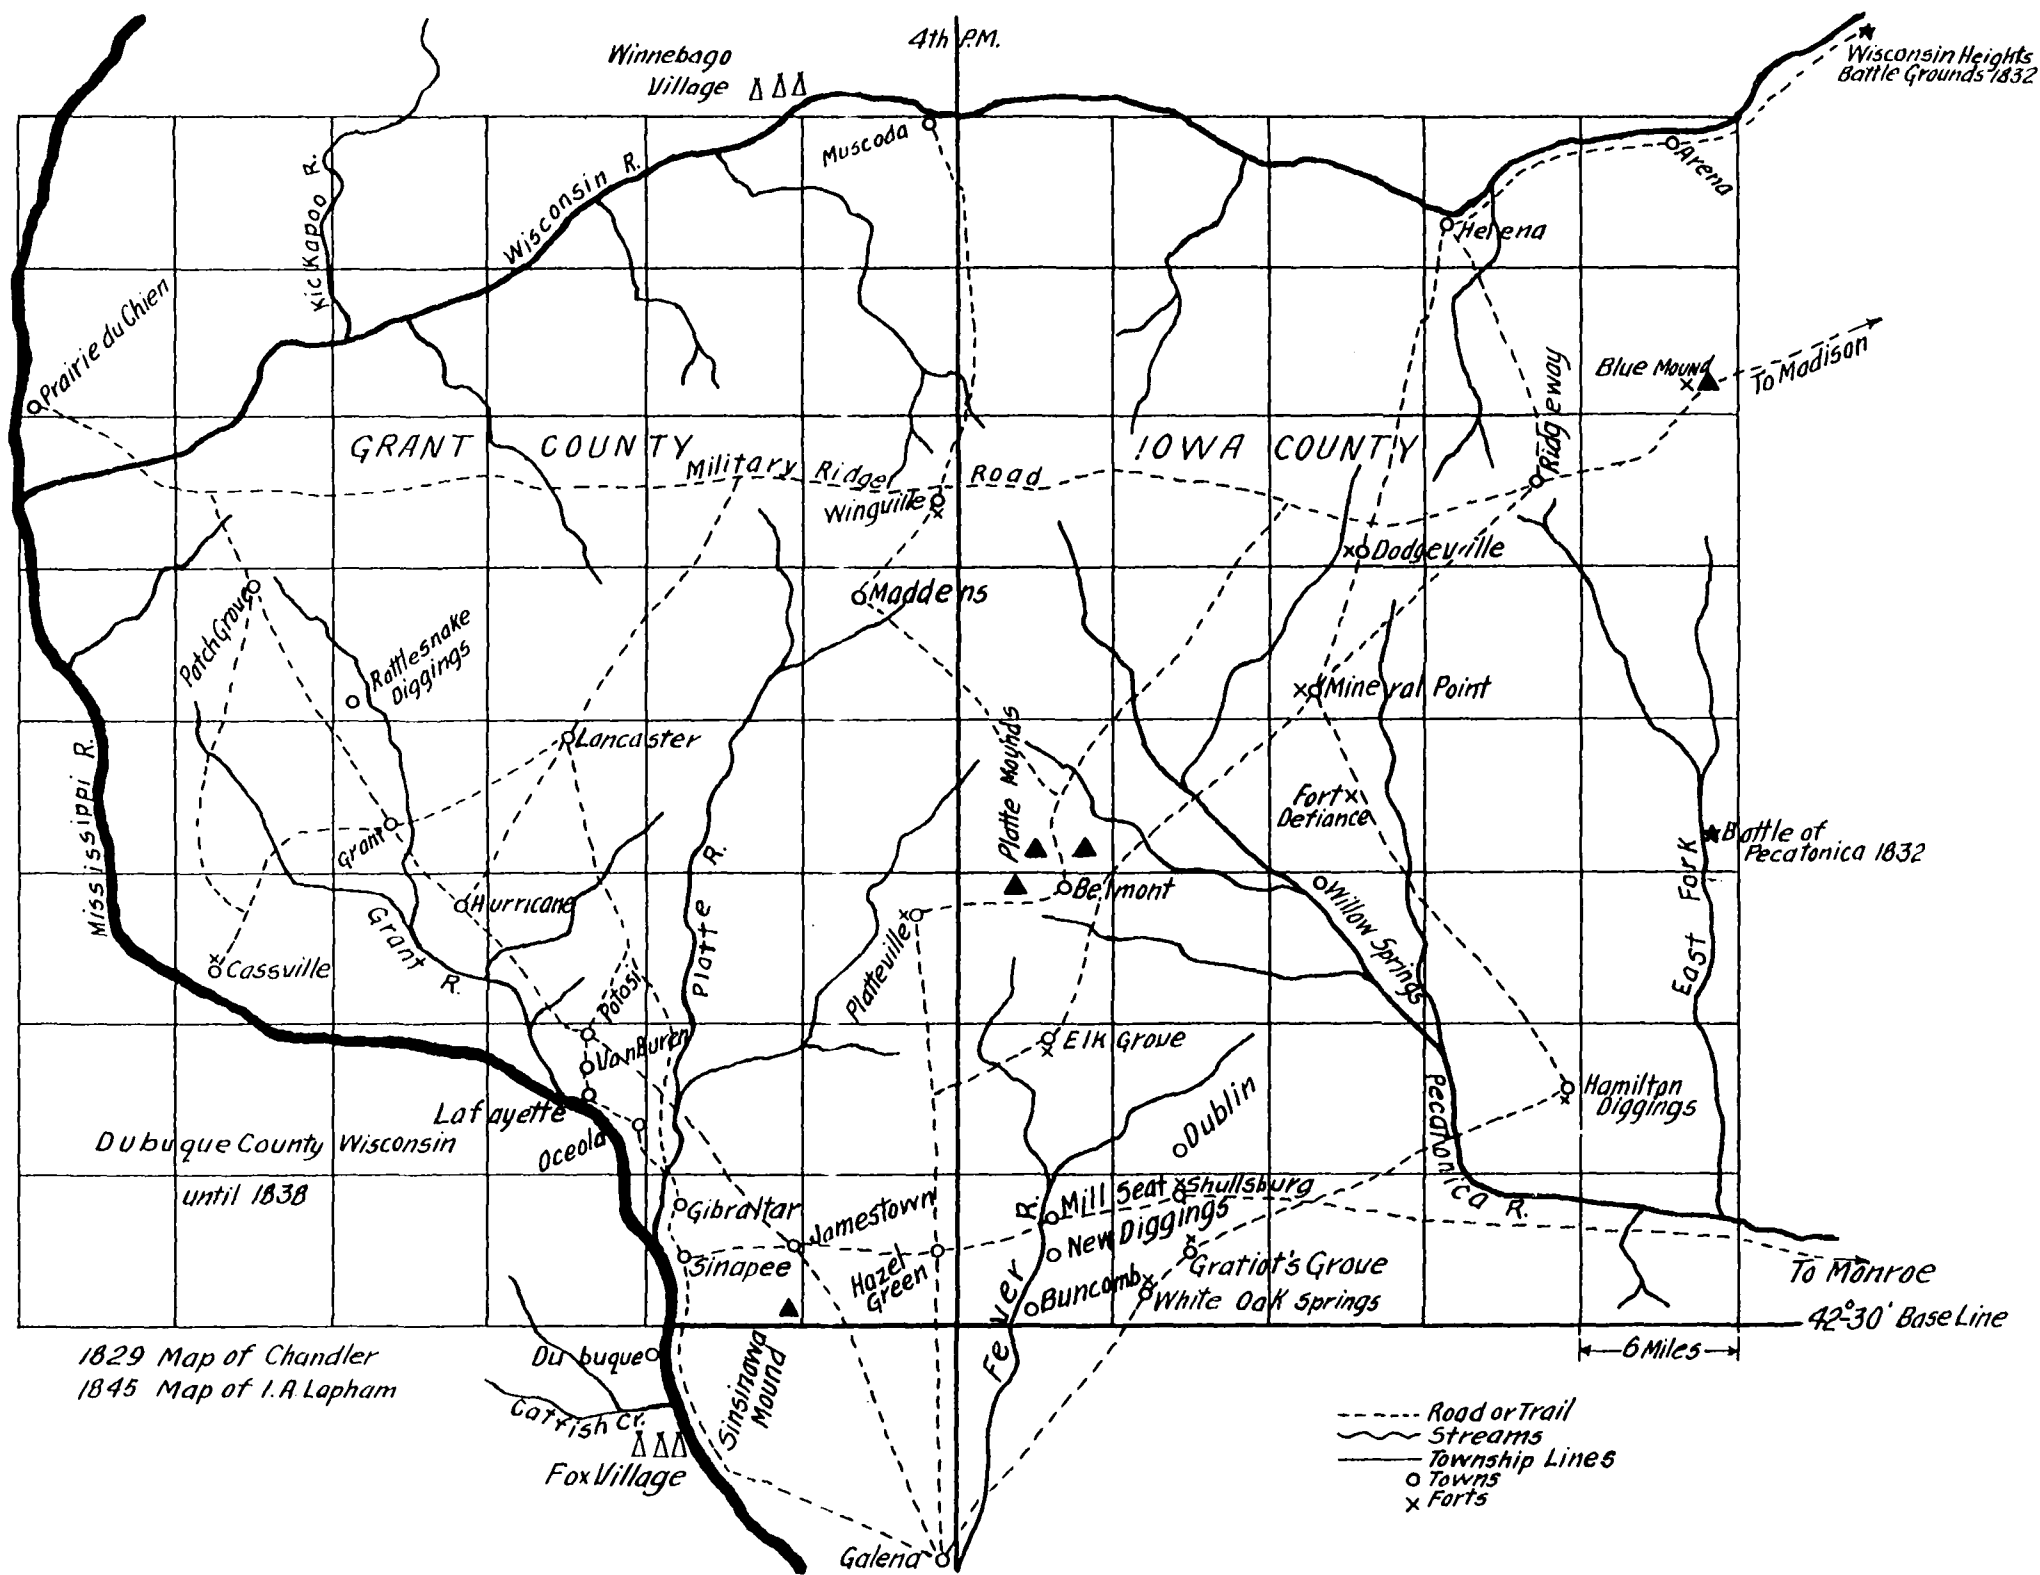 4th P.M.
Winnebago
Village
Wisconsin Heights
Battle Grounds 1832
Muscoda
Arena
Kickapoo R.
Wisconsin R.
Helena
Prairie du Chien
Blue Mound
To Madison
Ridgeway
GRANT COUNTY
IOWA COUNTY
Military Ridge Road
Wingville
Dodgeville
Maddens
Patch Grove
Rattlesnake
Diggings
Mineral Point
Lancaster
Mississippi R.
Platte Mounds
Fort
Defiance
Battle of
Pecatonica 1832
Grant
Platte R.
East Fork
Belmont
Willow Springs
Hurricane
Grant R.
Platteville
Cassville
Potosi
VanBuren
Elk Grove
Dublin
Hamilton
Diggings
Lafayette
Oceola
Pecatonica R.
Dubuque County Wisconsin
until 1838
Gibraltar
Jamestown
Mill Seat
Shullsburg
New Diggings
Sinapee
Hazel
Green
Gratiot's Grove
Buncomb
White Oak Springs
To Monroe
42°-30' Base Line
Fever R.
6 Miles
1829 Map of Chandler
1845 Map of I.A. Lapham
Dubuque
Sinsinawa
Mound
Catfish Cr.
Fox Village
Galena
Road or Trail
Streams
Township Lines
Towns
Forts